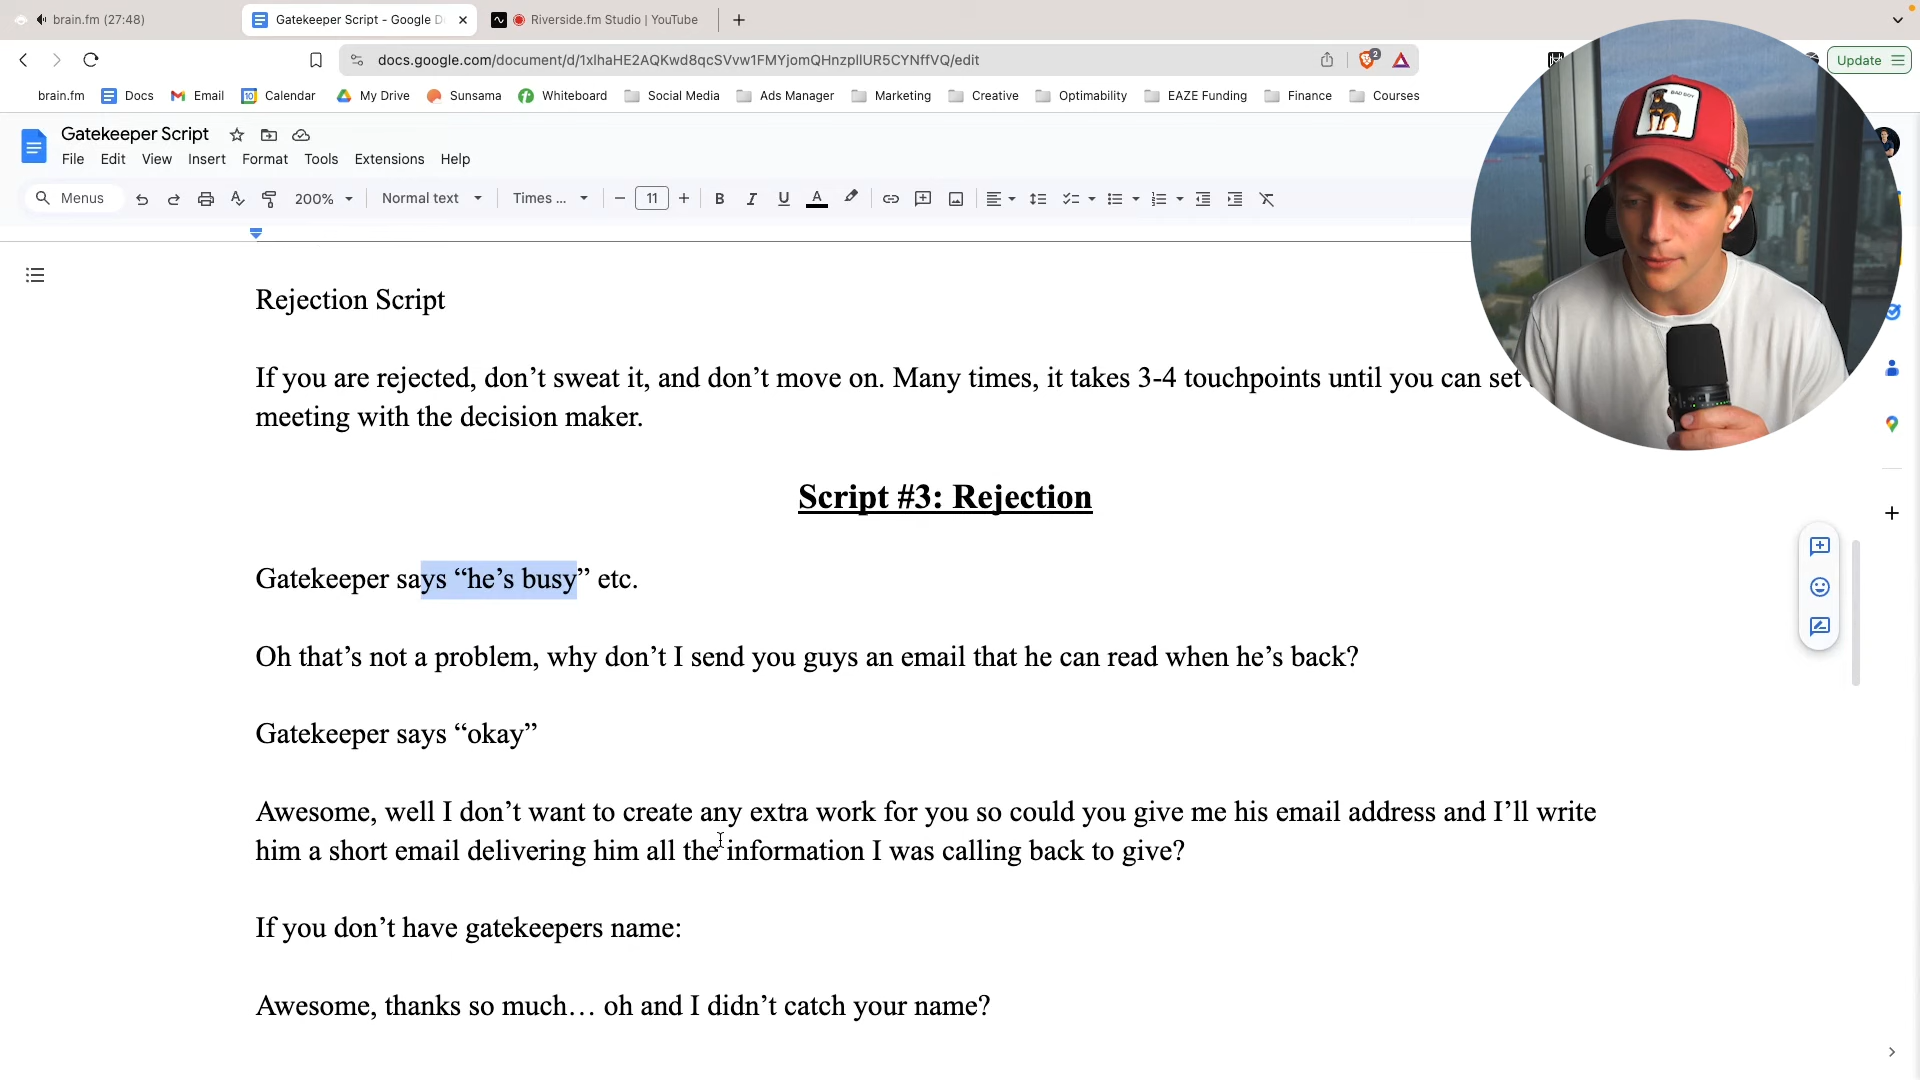 brain.fm (27:48)
Gatekeeper Script - Google D
Riverside.fm Studio | YouTube
docs.google.com/document/d/1xlhaHE2AQKwd8qcSVvw1FMYjomQHnzpllUR5CYNffVQ/edit
2
Update
brain.fm
Docs
Email
10
Calendar
My Drive
Sunsama
Whiteboard
Social Media
Ads Manager
Marketing
Creative
Optimability
EAZE Funding
Finance
Courses
Gatekeeper Script
File Edit View Insert Format Tools Extensions Help
Menus
200%
Normal text
Times ...
11
B
I
U
A
BAD BOY
Rejection Script
If you are rejected, don’t sweat it, and don’t move on. Many times, it takes 3-4 touchpoints until you can set
meeting with the decision maker.
Script #3: Rejection
Gatekeeper says “he’s busy” etc.
Oh that’s not a problem, why don’t I send you guys an email that he can read when he’s back?
Gatekeeper says “okay”
Awesome, well I don’t want to create any extra work for you so could you give me his email address and I’ll write
him a short email delivering him all the information I was calling back to give?
If you don’t have gatekeepers name:
Awesome, thanks so much… oh and I didn’t catch your name?